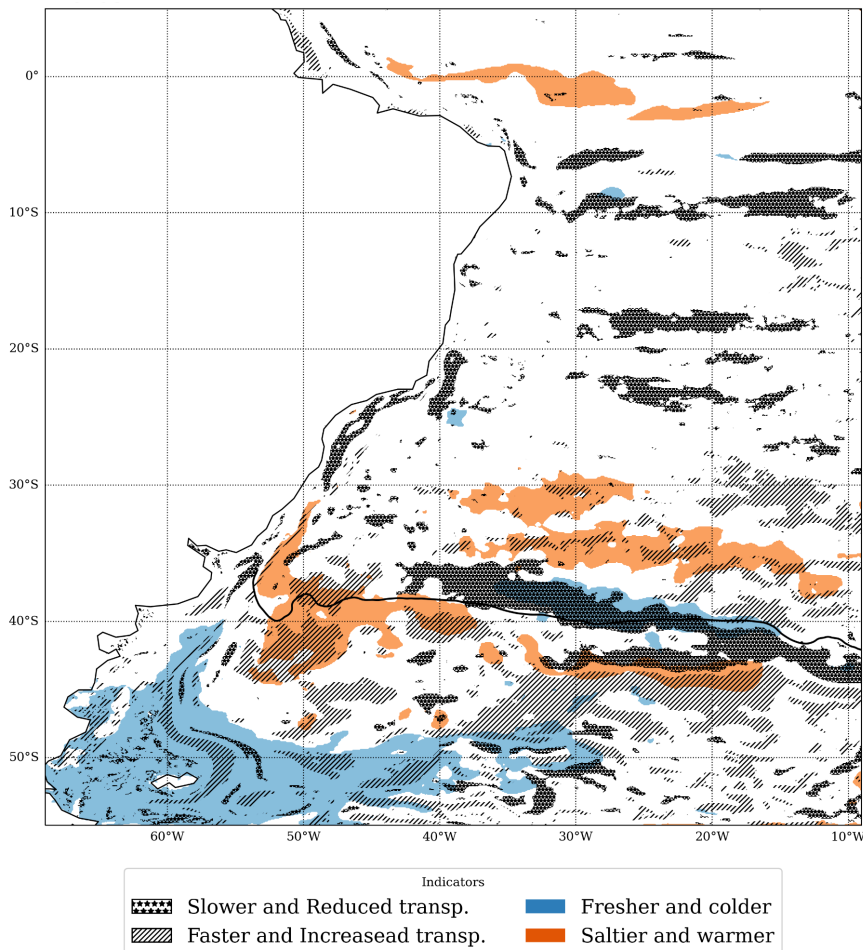 0°
10°S
20°S
30°S
40°S
50°S
60°W 50°W 40°W 30°W 20°W 10°W
Indicators
Slower and Reduced transp. Fresher and colder
Faster and Increasead transp. Saltier and warmer